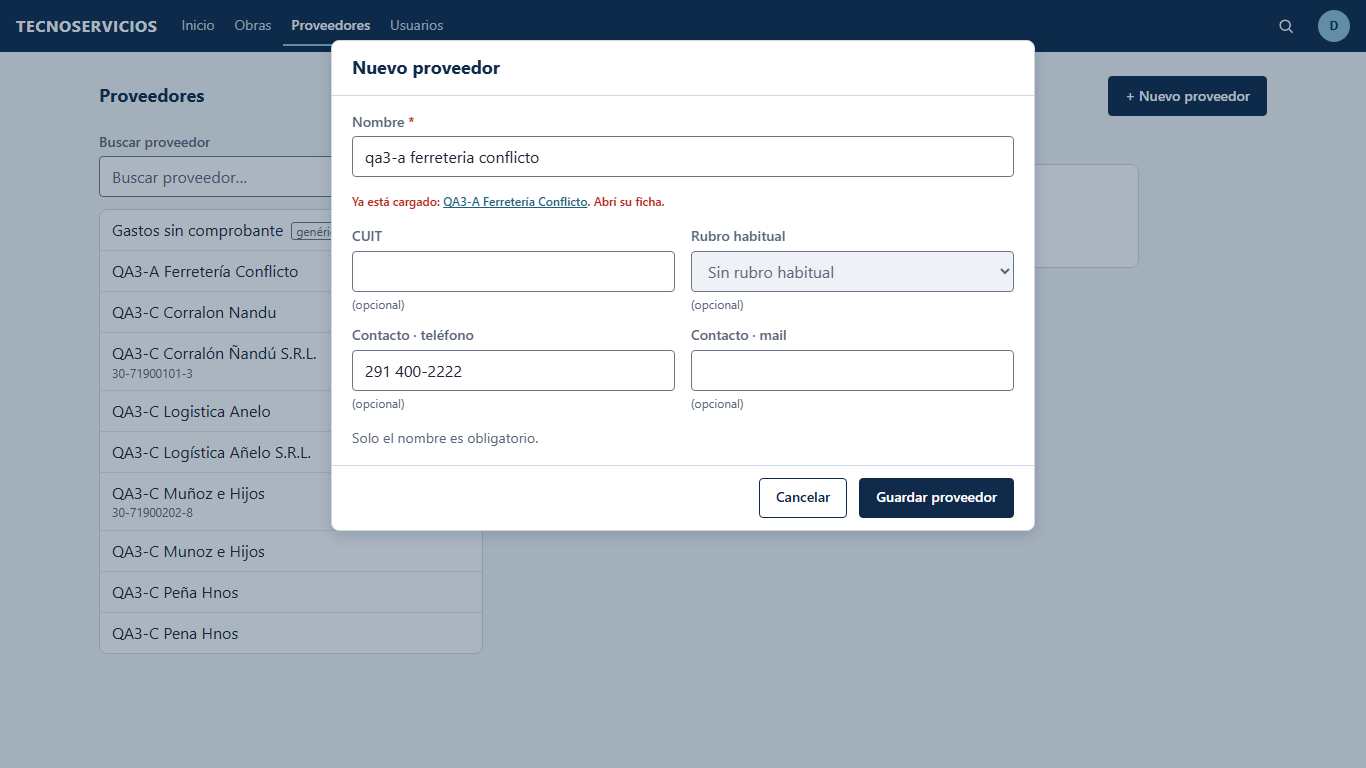 TECNOSERVICIOS Inicio Obras Proveedores Usuarios D
Proveedores
+ Nuevo proveedor
Buscar proveedor
Buscar proveedor...
Gastos sin comprobante
QA3-A Ferretería Conflicto
QA3-C Corralon Nandu
QA3-C Corralón Ñandú S.R.L.
30-71900101-3
QA3-C Logistica Anelo
QA3-C Logística Añelo S.R.L.
QA3-C Muñoz e Hijos
30-71900202-8
QA3-C Munoz e Hijos
QA3-C Peña Hnos
QA3-C Pena Hnos
Nuevo proveedor
Nombre *
qa3-a ferreteria conflicto
Ya está cargado: QA3-A Ferretería Conflicto. Abrí su ficha.
CUIT Rubro habitual
Sin rubro habitual
(opcional) (opcional)
Contacto · teléfono Contacto · mail
291 400-2222
(opcional) (opcional)
Solo el nombre es obligatorio.
Cancelar Guardar proveedor